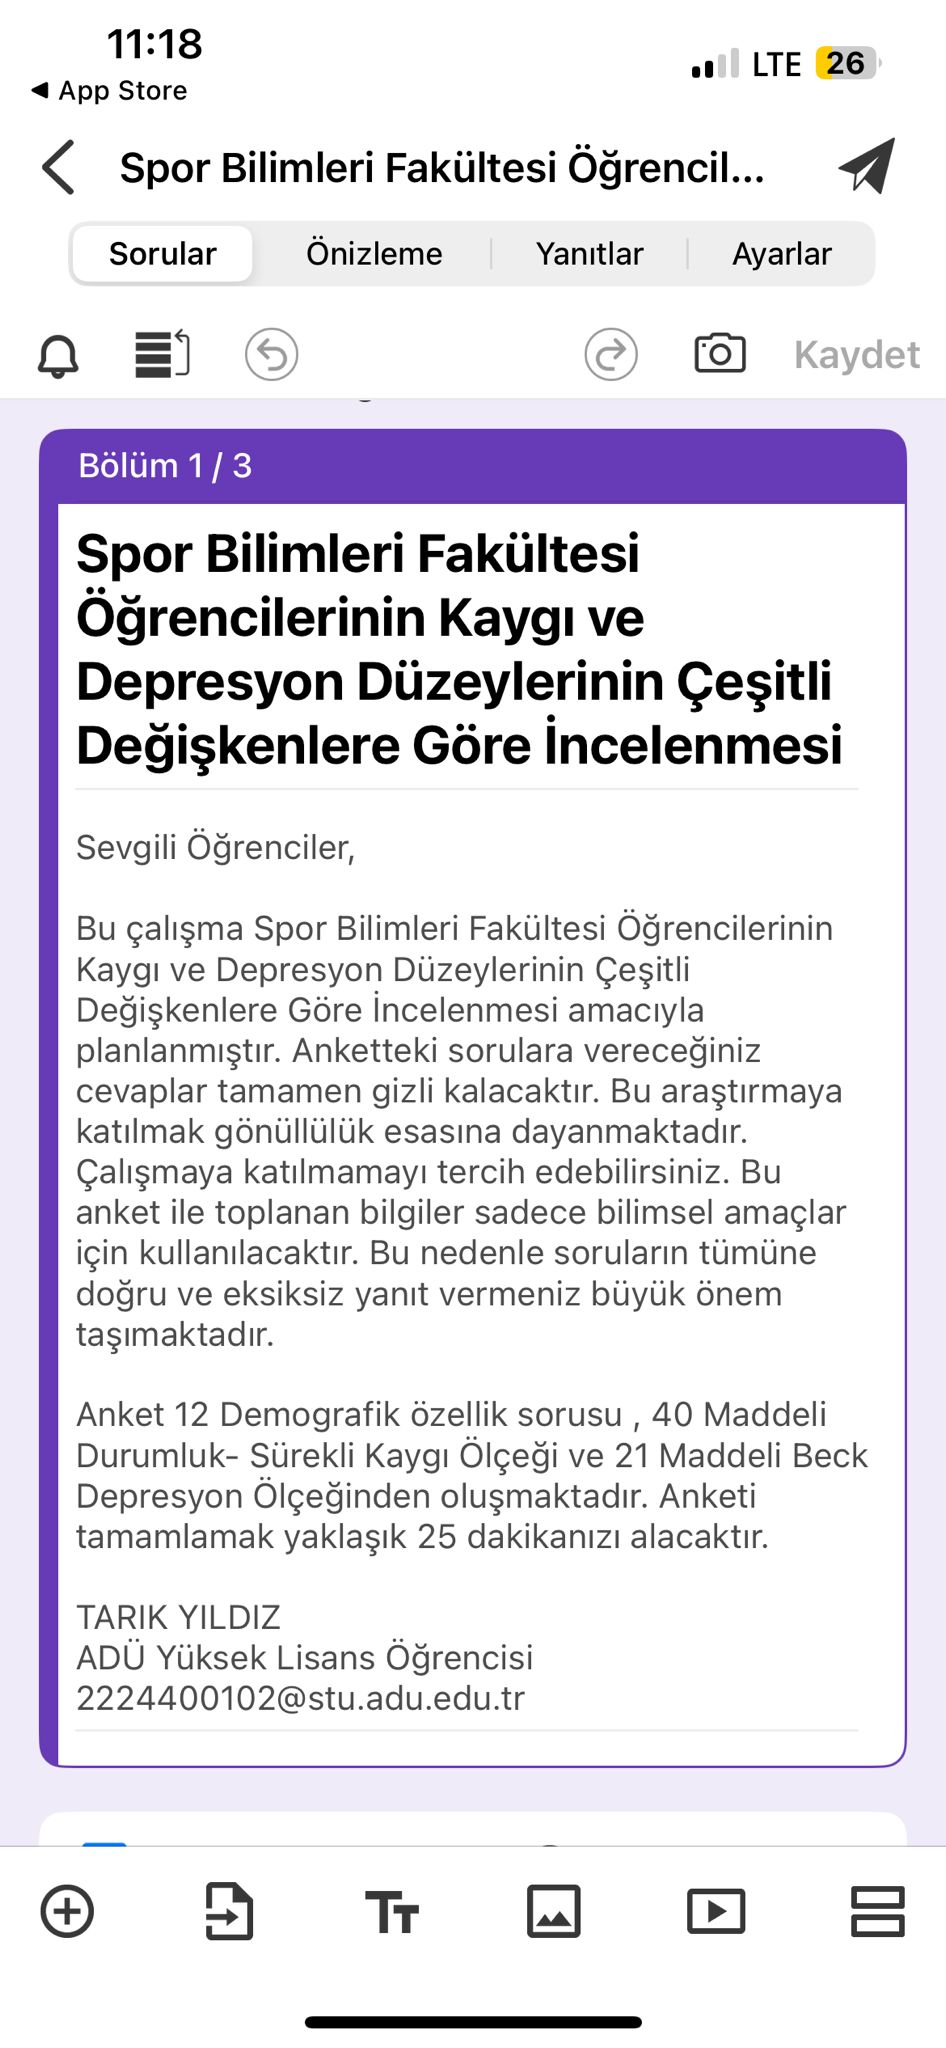 11:18
LTE 26
◀ App Store
Spor Bilimleri Fakültesi Öğrencil...
Sorular Önizleme Yanıtlar Ayarlar
Kaydet
Bölüm 1 / 3
Spor Bilimleri Fakültesi
Öğrencilerinin Kaygı ve
Depresyon Düzeylerinin Çeşitli
Değişkenlere Göre İncelenmesi
Sevgili Öğrenciler,
Bu çalışma Spor Bilimleri Fakültesi Öğrencilerinin
Kaygı ve Depresyon Düzeylerinin Çeşitli
Değişkenlere Göre İncelenmesi amacıyla
planlanmıştır. Anketteki sorulara vereceğiniz
cevaplar tamamen gizli kalacaktır. Bu araştırmaya
katılmak gönüllülük esasına dayanmaktadır.
Çalışmaya katılmamayı tercih edebilirsiniz. Bu
anket ile toplanan bilgiler sadece bilimsel amaçlar
için kullanılacaktır. Bu nedenle soruların tümüne
doğru ve eksiksiz yanıt vermeniz büyük önem
taşımaktadır.
Anket 12 Demografik özellik sorusu , 40 Maddeli
Durumluk- Sürekli Kaygı Ölçeği ve 21 Maddeli Beck
Depresyon Ölçeğinden oluşmaktadır. Anketi
tamamlamak yaklaşık 25 dakikanızı alacaktır.
TARIK YILDIZ
ADÜ Yüksek Lisans Öğrencisi
2224400102@stu.adu.edu.tr
Tт